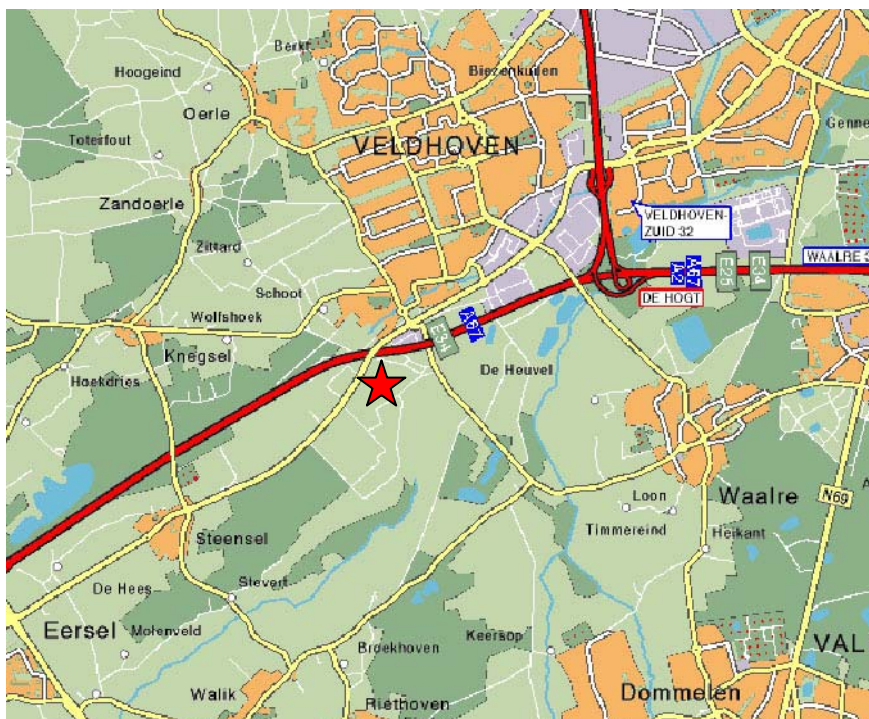 Berkt
Hoogeind
Biezenkuilen
Oerle
Genne
Toterfout
VELDHOVEN
Zandoerle
VELDHOVEN-
ZUID 32
Zittard
WAALRE 3
E25
E34
A67
A2
Schoot
DE HOGT
Wolfshoek
A67
E34
Knegsel
De Heuvel
Hoekdries
Loon
Waalre
N69
Steensel
Timmereind
Heikant
De Hees
Stevert
Eersel
Molenveld
Keersop
VAL
Broekhoven
Walik
Dommelen
Riethoven